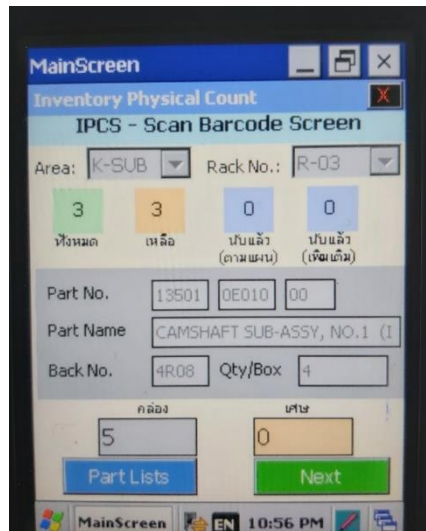 MainScreen
Inventory Physical Count X
IPCS - Scan Barcode Screen
Area: K-SUB Rack No.: R-03
3 3 0 0
ทั้งหมด เหลือ นับแล้ว นับแล้ว
(ตามแผน) (เพิ่มเติม)
Part No. 13501 0E010 00
Part Name CAMSHAFT SUB-ASSY, NO.1 (I
Back No. 4R08 Qty/Box 4
กล่อง เศษ
5 0
Part Lists Next
MainScreen EN 10:56 PM